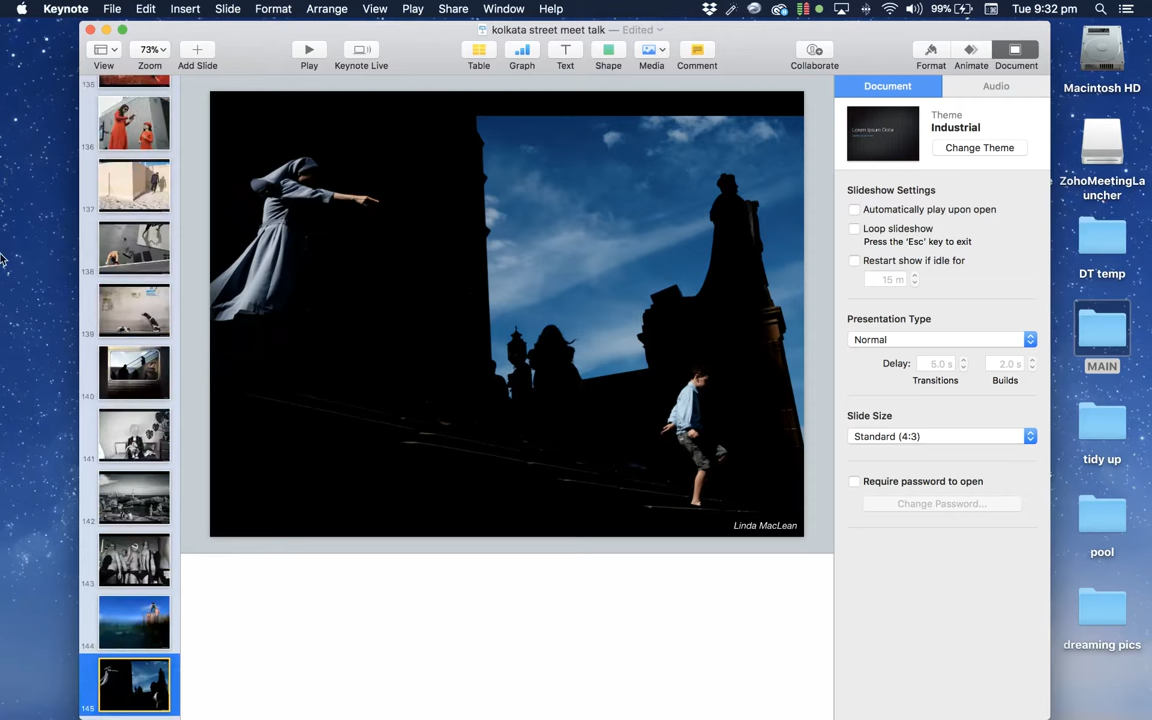 Keynote File Edit Insert Slide Format Arrange View Play Share Window Help 99% Tue 9:32 pm
kolkata street meet talk — Edited
73%
View Zoom Add Slide Play Keynote Live Table Graph Text Shape Media Comment Collaborate Format Animate Document
135
136
137
138
139
140
141
142
143
144
145
Linda MacLean
Document Audio
Lorem Ipsum Dolor
Theme
Industrial
Change Theme
Slideshow Settings
Automatically play upon open
Loop slideshow
Press the 'Esc' key to exit
Restart show if idle for
15 m
Presentation Type
Normal
Delay: 5.0 s 2.0 s
Transitions Builds
Slide Size
Standard (4:3)
Require password to open
Change Password...
Macintosh HD
ZohoMeetingLa
uncher
DT temp
MAIN
tidy up
pool
dreaming pics